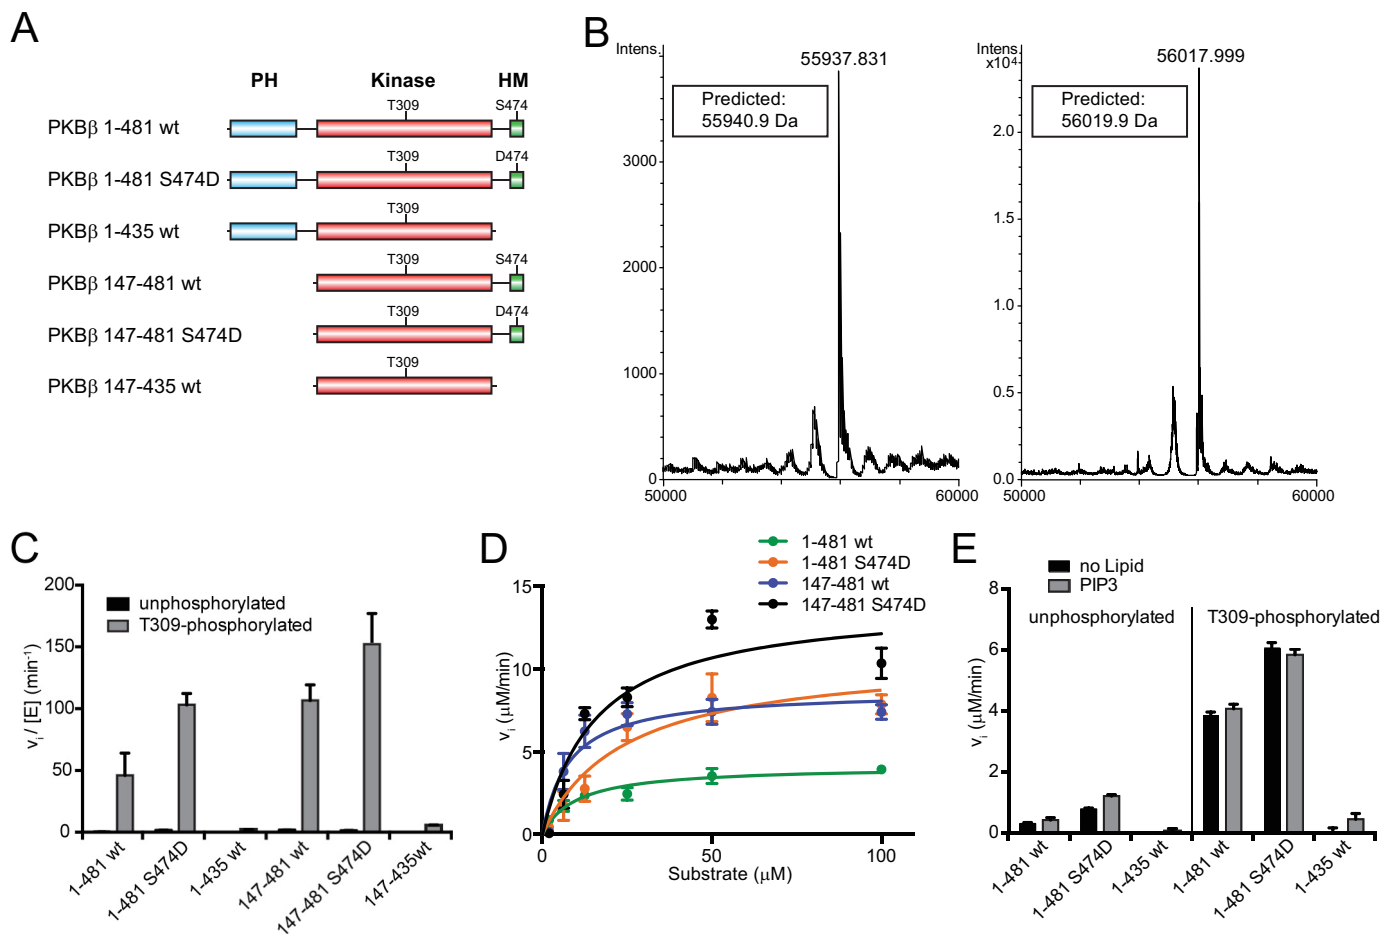 A
PH Kinase HM
PKBβ 1-481 wt T309 S474
PKBβ 1-481 S474D T309 D474
PKBβ 1-435 wt T309
PKBβ 147-481 wt T309 S474
PKBβ 147-481 S474D T309 D474
PKBβ 147-435 wt T309
B
Intens.
55937.831
Predicted:
55940.9 Da
3000
2000
1000
0
50000 60000
Intens.
x10⁴
56017.999
Predicted:
56019.9 Da
2.0
1.5
1.0
0.5
0.0
50000 60000
C
vᵢ / [E] (min⁻¹)
200
150
100
50
0
unphosphorylated
T309-phosphorylated
1-481 wt
1-481 S474D
1-435 wt
147-481 wt
147-481 S474D
147-435wt
D
1-481 wt
1-481 S474D
147-481 wt
147-481 S474D
vᵢ (μM/min)
15
10
5
0
0 50 100
Substrate (μM)
E
no Lipid
PIP3
unphosphorylated T309-phosphorylated
vᵢ (μM/min)
8
6
4
2
0
1-481 wt
1-481 S474D
1-435 wt
1-481 wt
1-481 S474D
1-435 wt